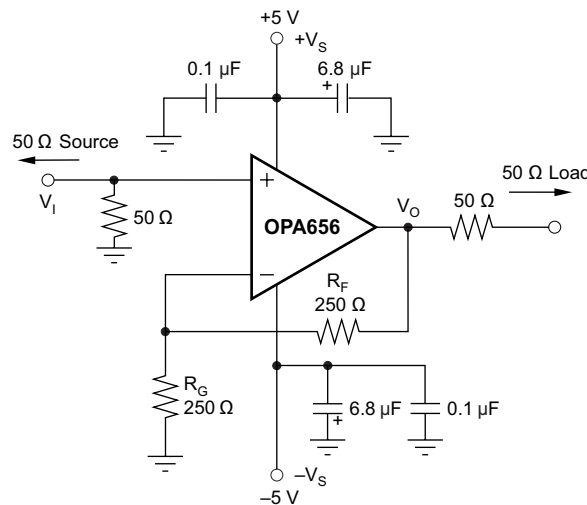 +5 V
+V_S
0.1 µF
6.8 µF
+
50 Ω Source
50 Ω Load
V_I
50 Ω
+
OPA656
−
V_O
50 Ω
R_F
250 Ω
R_G
250 Ω
6.8 µF
+
0.1 µF
−V_S
−5 V